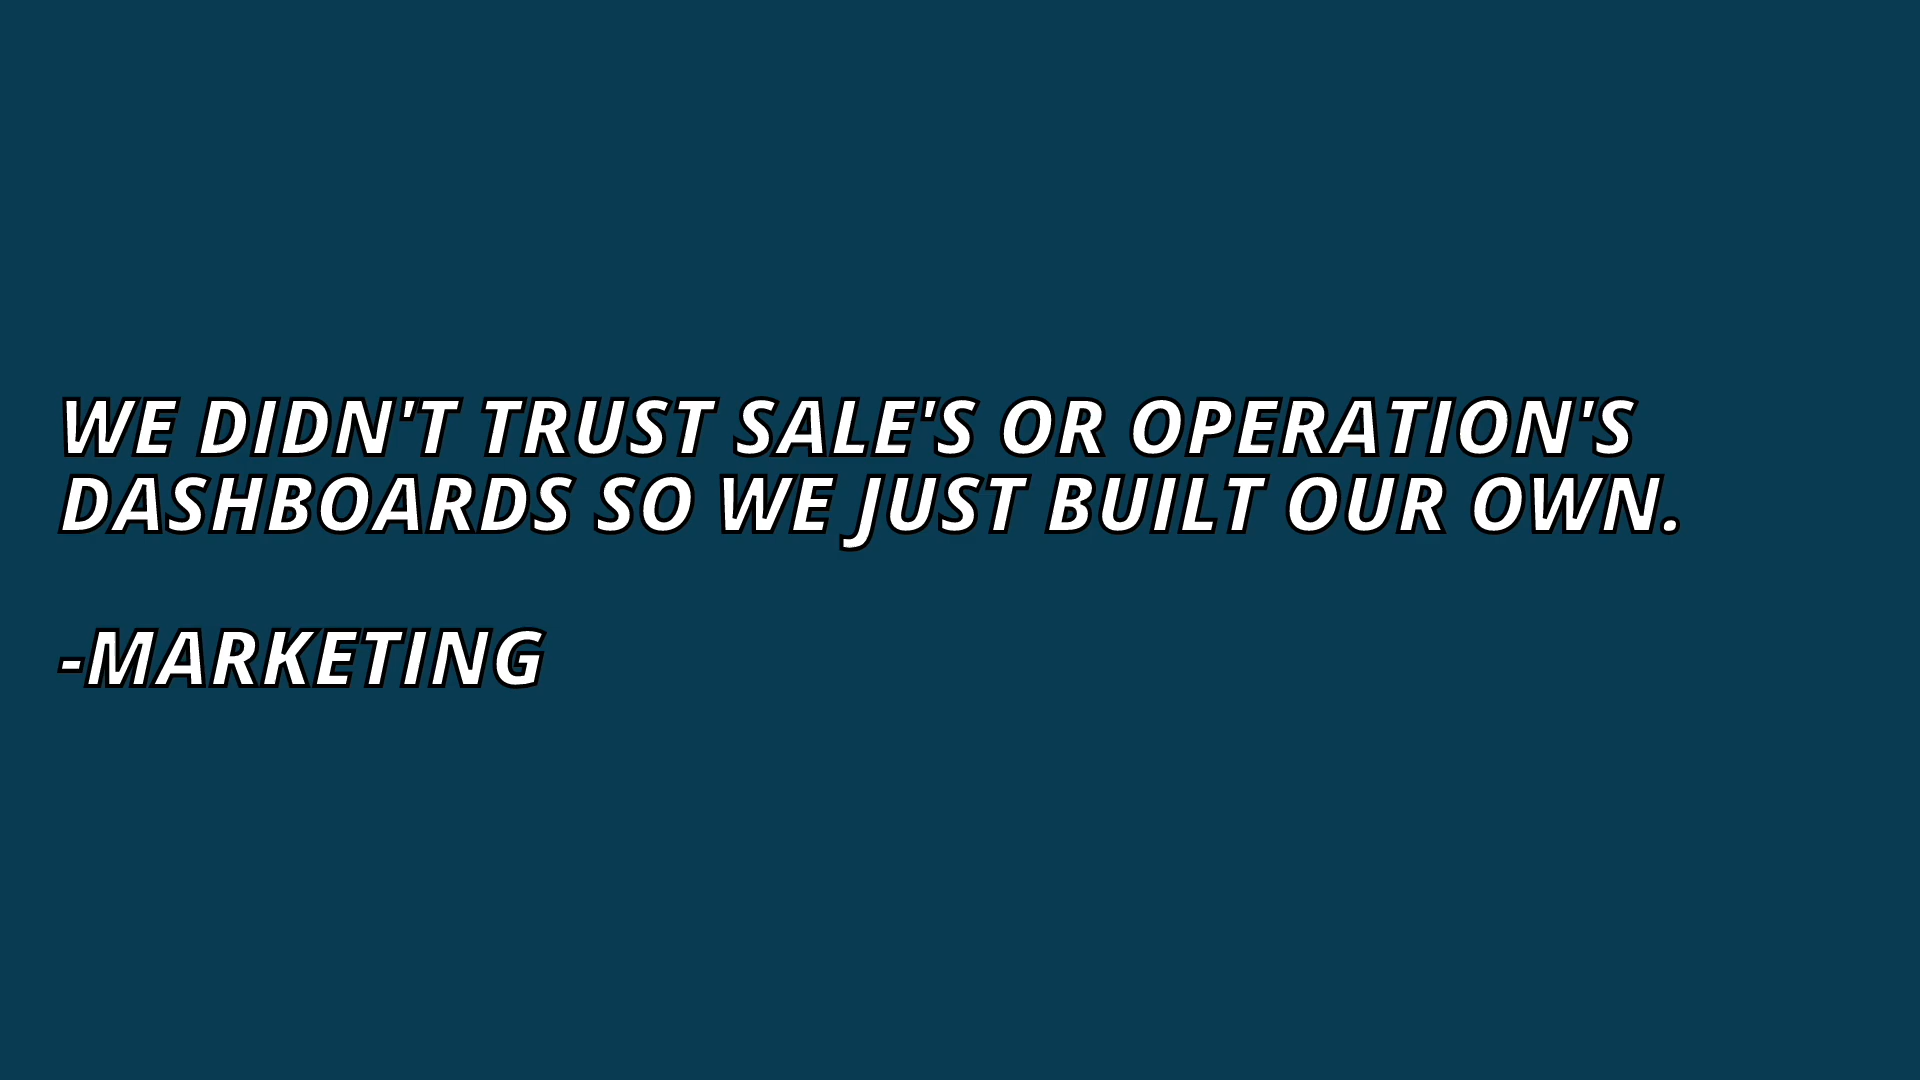 WE DIDN'T TRUST SALE'S OR OPERATION'S
DASHBOARDS SO WE JUST BUILT OUR OWN.
-MARKETING